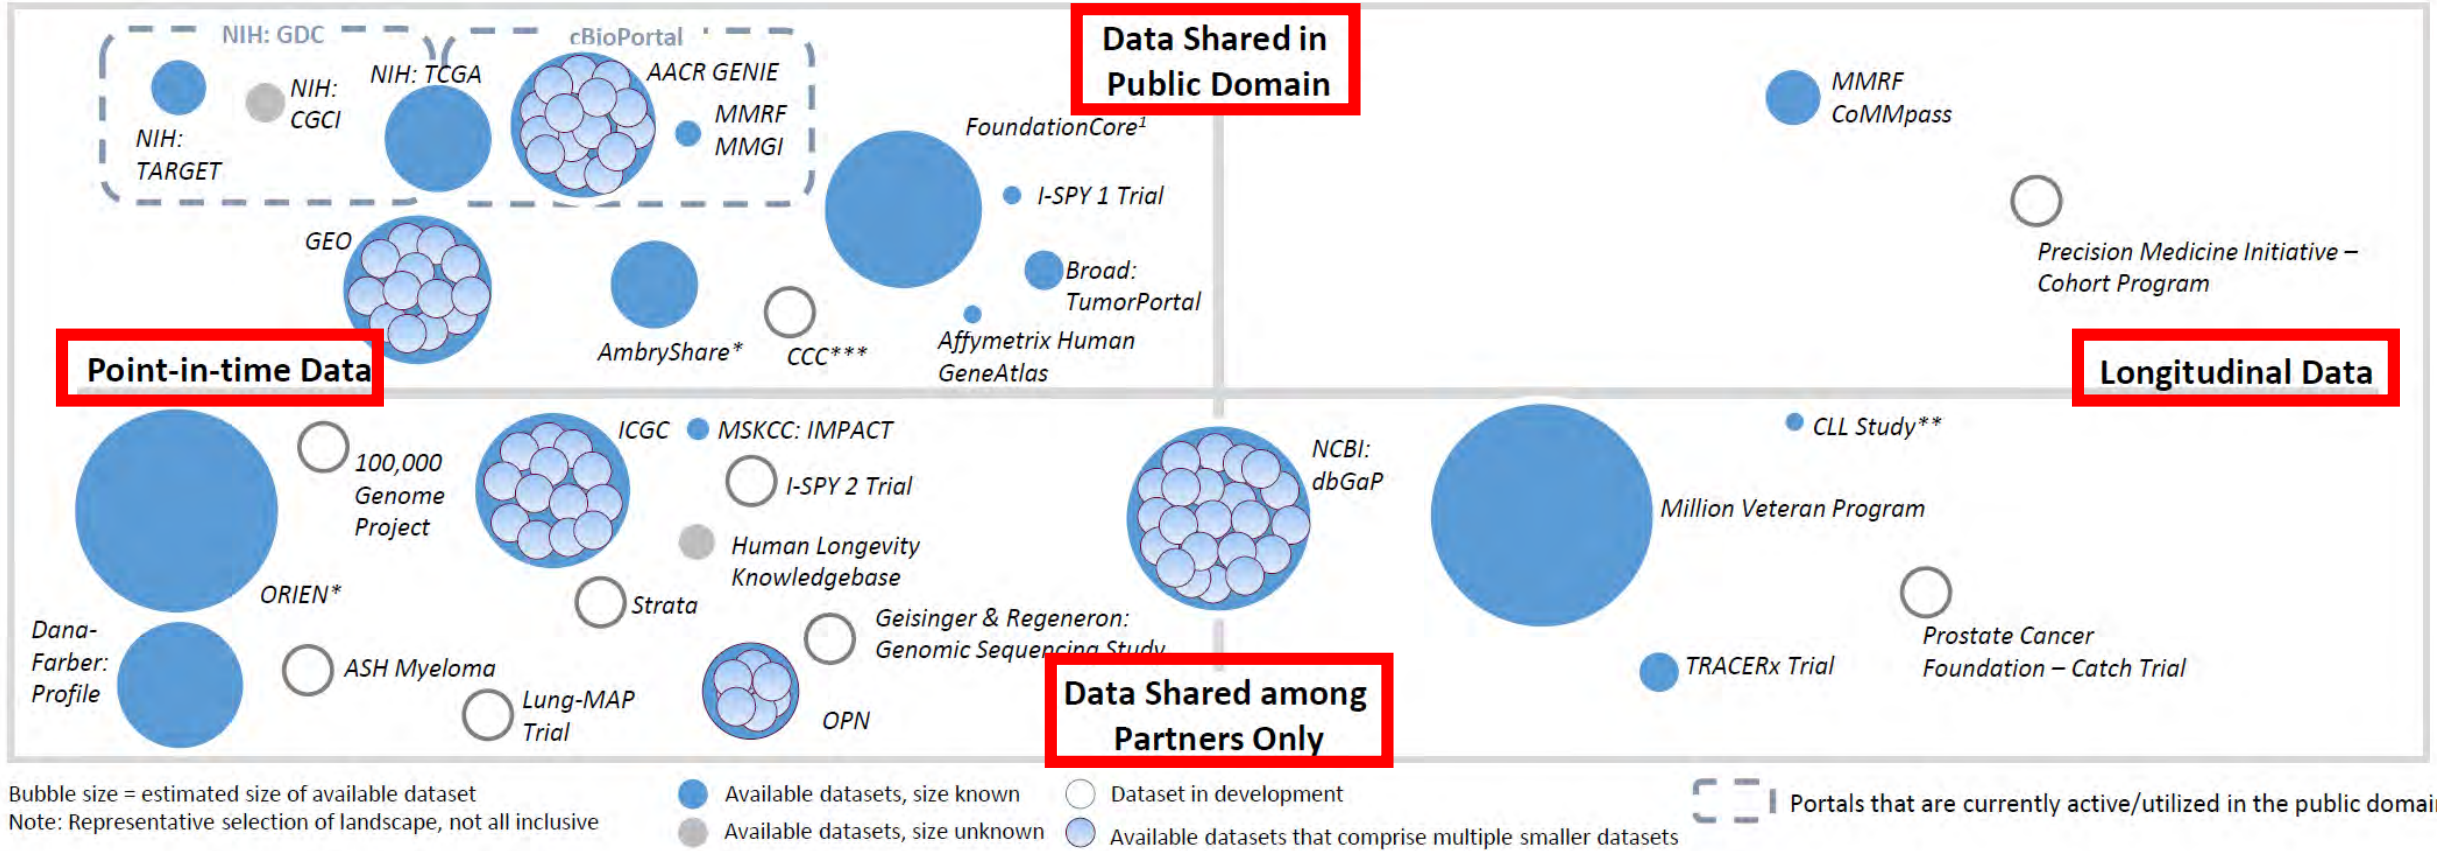 NIH: GDC
cBioPortal
Data Shared in
Public Domain
NIH: TCGA
AACR GENIE
NIH:
CGCI
MMRF
MMGI
NIH:
TARGET
FoundationCore¹
MMRF
CoMMpass
I-SPY 1 Trial
GEO
Broad:
TumorPortal
Precision Medicine Initiative –
Cohort Program
AmbryShare*
CCC***
Affymetrix Human
GeneAtlas
Point-in-time Data
Longitudinal Data
100,000
Genome
Project
ICGC
MSKCC: IMPACT
I-SPY 2 Trial
NCBI:
dbGaP
CLL Study**
Million Veteran Program
Human Longevity
Knowledgebase
ORIEN*
Strata
Geisinger & Regeneron:
Genomic Sequencing Study
Dana-
Farber:
Profile
ASH Myeloma
Lung-MAP
Trial
OPN
Prostate Cancer
Foundation – Catch Trial
TRACERx Trial
Data Shared among
Partners Only
Bubble size = estimated size of available dataset
Note: Representative selection of landscape, not all inclusive
Available datasets, size known
Available datasets, size unknown
Dataset in development
Available datasets that comprise multiple smaller datasets
Portals that are currently active/utilized in the public domai